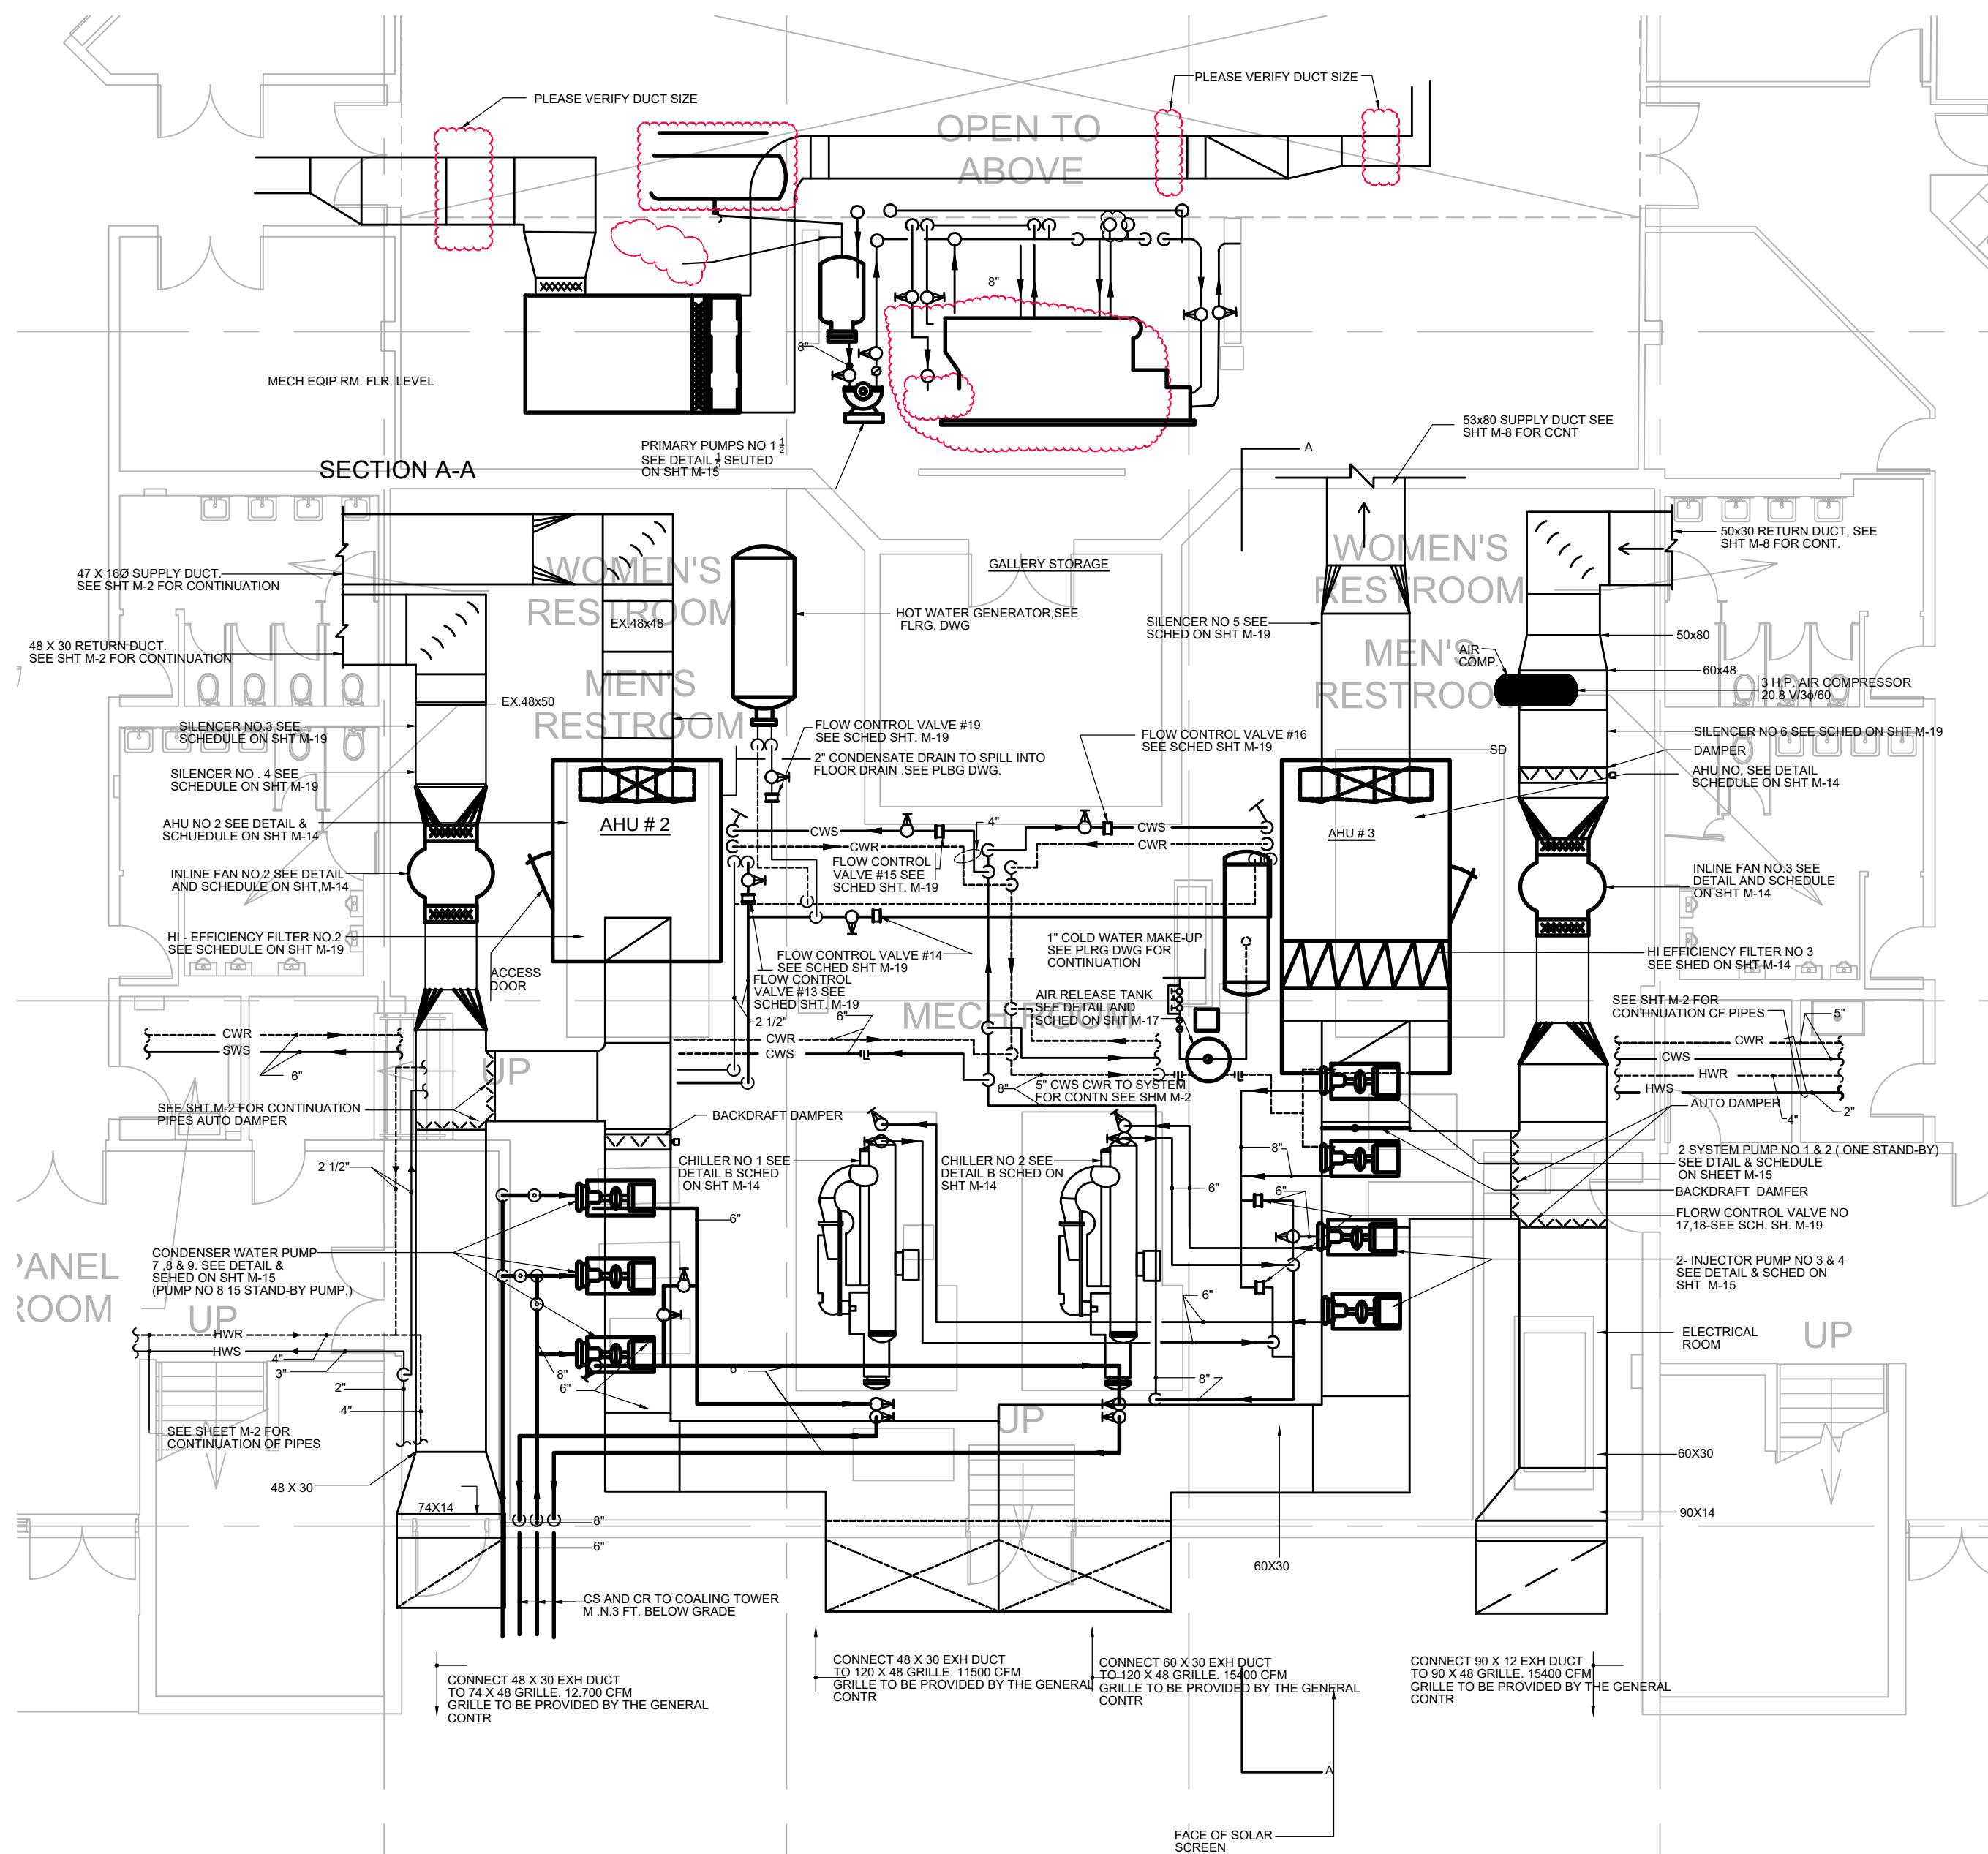 PLEASE VERIFY DUCT SIZE
PLEASE VERIFY DUCT SIZE
OPEN TO
ABOVE
8"
8"
MECH EQIP RM. FLR. LEVEL
SECTION A-A
PRIMARY PUMPS NO 1 1/2
SEE DETAIL SEUTED
ON SHT M-15
53x80 SUPPLY DUCT SEE
SHT M-8 FOR CCNT
A
47 X 16Ø SUPPLY DUCT.
SEE SHT M-2 FOR CONTINUATION
48 X 30 RETURN DUCT.
SEE SHT M-2 FOR CONTINUATION
WOMEN'S
RESTROOM
EX.48x48
MEN'S
RESTROOM
EX.48x50
GALLERY STORAGE
HOT WATER GENERATOR,SEE
FLRG. DWG
SILENCER NO 5 SEE
SCHED ON SHT M-19
WOMEN'S
RESTROOM
MEN'S
RESTROOM
50x30 RETURN DUCT, SEE
SHT M-8 FOR CONT.
50x80
AIR
COMP.
60x48
3 H.P. AIR COMPRESSOR
20.8 V/3ϕ/60
SILENCER NO.3 SEE
SCHEDULE ON SHT M-19
SILENCER NO . 4 SEE
SCHEDULE ON SHT M-19
AHU NO 2 SEE DETAIL &
SCHUEDULE ON SHT M-14
INLINE FAN NO.2 SEE DETAIL
AND SCHEDULE ON SHT,M-14
HI - EFFICIENCY FILTER NO.2
SEE SCHEDULE ON SHT M-19
ACCESS
DOOR
AHU # 2
FLOW CONTROL VALVE #19
SEE SCHED SHT. M-19
2" CONDENSATE DRAIN TO SPILL INTO
FLOOR DRAIN .SEE PLBG DWG.
FLOW CONTROL VALVE #16
SEE SCHED SHT M-19
CWS
CWR
4"
CWS
CWR
FLOW CONTROL
VALVE #15 SEE
SCHED SHT. M-19
FLOW CONTROL VALVE #14
SEE SCHED SHT M-19
FLOW CONTROL
VALVE #13 SEE
SCHED SHT. M-19
2 1/2"
6"
CWR
CWS
MECH ROOM
1" COLD WATER MAKE-UP
SEE PLRG DWG FOR
CONTINUATION
AIR RELEASE TANK
SEE DETAIL AND
SCHED ON SHT M-17
8"
5" CWS CWR TO SYSTEM
FOR CONTN SEE SHM M-2
AHU # 3
SD
SILENCER NO 6 SEE SCHED ON SHT M-19
DAMPER
AHU NO, SEE DETAIL
SCHEDULE ON SHT M-14
INLINE FAN NO.3 SEE
DETAIL AND SCHEDULE
ON SHT M-14
HI EFFICIENCY FILTER NO 3
SEE SHED ON SHT M-14
SEE SHT M-2 FOR
CONTINUATION CF PIPES
5"
CWR
CWS
HWR
HWS
AUTO DAMPER
4"
2"
CWR
SWS
6"
UP
SEE SHT.M-2 FOR CONTINUATION
PIPES AUTO DAMPER
2 1/2"
BACKDRAFT DAMPER
CHILLER NO 1 SEE
DETAIL B SCHED
ON SHT M-14
CHILLER NO 2 SEE
DETAIL B SCHED ON
SHT M-14
8"
6"
6"
6"
6"
2 SYSTEM PUMP NO 1 & 2 ( ONE STAND-BY)
SEE DTAIL & SCHEDULE
ON SHEET M-15
BACKDRAFT DAMFER
FLORW CONTROL VALVE NO
17,18-SEE SCH. SH. M-19
2- INJECTOR PUMP NO 3 & 4
SEE DETAIL & SCHED ON
SHT M-15
CONDENSER WATER PUMP
7 ,8 & 9. SEE DETAIL &
SEHED ON SHT M-15
(PUMP NO 8 15 STAND-BY PUMP.)
PANEL
ROOM
UP
HWR
HWS
4"
3"
2"
4"
SEE SHEET M-2 FOR
CONTINUATION OF PIPES
8"
6"
6"
8"
UP
ELECTRICAL
ROOM
UP
48 X 30
74X14
8"
6"
60X30
90X14
60X30
CS AND CR TO COALING TOWER
M .N.3 FT. BELOW GRADE
CONNECT 48 X 30 EXH DUCT
TO 74 X 48 GRILLE. 12.700 CFM
GRILLE TO BE PROVIDED BY THE GENERAL
CONTR
CONNECT 48 X 30 EXH DUCT
TO 120 X 48 GRILLE. 11500 CFM
GRILLE TO BE PROVIDED BY THE GENERAL
CONTR
CONNECT 60 X 30 EXH DUCT
TO 120 X 48 GRILLE. 15400 CFM
GRILLE TO BE PROVIDED BY THE GENERAL
CONTR
CONNECT 90 X 12 EXH DUCT
TO 90 X 48 GRILLE. 15400 CFM
GRILLE TO BE PROVIDED BY THE GENERAL
CONTR
A
FACE OF SOLAR
SCREEN